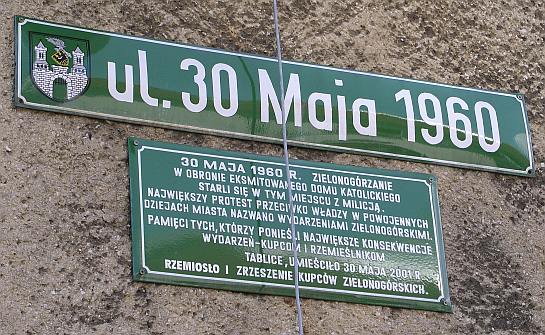 ul. 30 Maja 1960
30 MAJA 1960 R. ZIELONOGÓRZANIE
W OBRONIE EKSMITOWANEGO DOMU KATOLICKIEGO
STARLI SIĘ W TYM MIEJSCU Z MILICJĄ.
NAJWIĘKSZY PROTEST PRZECIWKO WŁADZY W POWOJENNYCH
DZIEJACH MIASTA NAZWANO WYDARZENIAMI ZIELONOGÓRSKIMI.
PAMIĘCI TYCH, KTÓRZY PONIEŚLI NAJWIĘKSZE KONSEKWENCJE
WYDARZEŃ-KUPCOM I RZEMIEŚLNIKOM
TABLICE, UMIEŚCIŁO 30 MAJA 2001 R.
RZEMIOSŁO I ZRZESZENIE KUPCÓW ZIELONOGÓRSKICH.